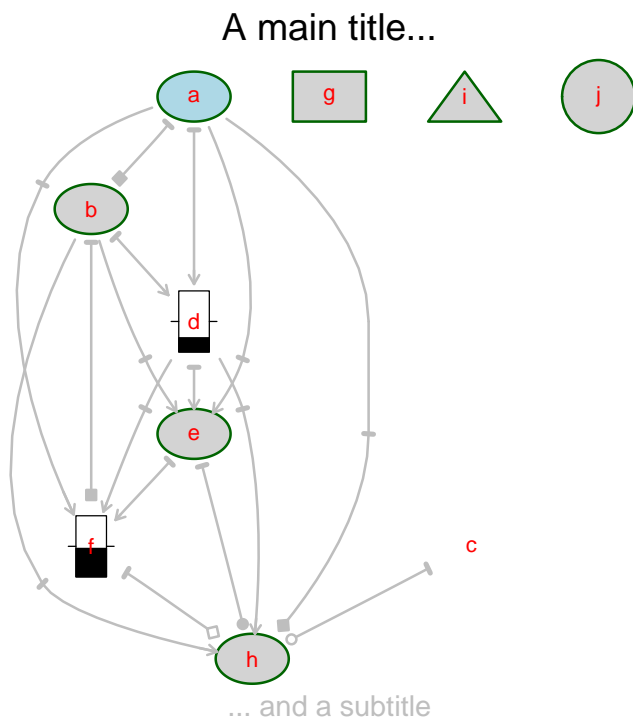 A main title...
a g i j
b
d
e
f c
h
... and a subtitle